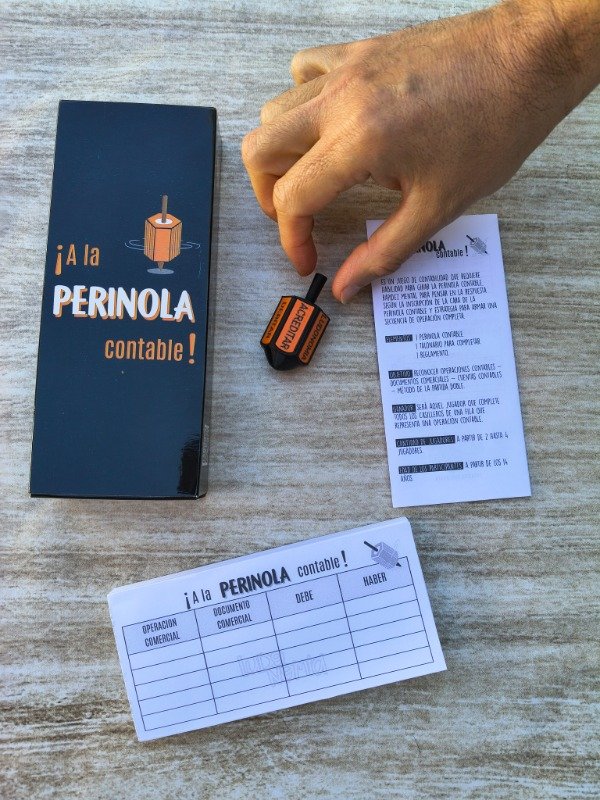 ¡A la
PERINOLA
contable!
ACREDITAR
contable!
ES UN JUEGO DE CONTABILIDAD QUE REQUIERE
HABILIDAD PARA GIRAR LA PERINOLA CONTABLE,
RAPIDEZ MENTAL PARA PENSAR EN LA RESPUESTA
SEGÚN LA INSCRIPCIÓN DE LA CARA DE LA
PERINOLA CONTABLE Y ESTRATEGIA PARA ARMAR UNA
SECUENCIA DE OPERACIÓN COMPLETA.
1 PERINOLA CONTABLE.
1 TALONARIO PARA COMPLETAR.
1 REGLAMENTO.
OBJETIVO: RECONOCER OPERACIONES CONTABLES -
DOCUMENTOS COMERCIALES - CUENTAS CONTABLES
- MÉTODO DE LA PARTIDA DOBLE.
GANADOR: SERÁ AQUEL JUGADOR QUE COMPLETE
TODOS LOS CASILLEROS DE UNA FILA QUE
REPRESENTA UNA OPERACIÓN CONTABLE.
CANTIDAD DE JUGADORES: A PARTIR DE 2 HASTA 4
JUGADORES.
EDAD DE LOS PARTICIPANTES: A PARTIR DE LOS 14
AÑOS
¡A la PERINOLA contable!
OPERACIÓN COMERCIAL
DOCUMENTO COMERCIAL
DEBE
HABER